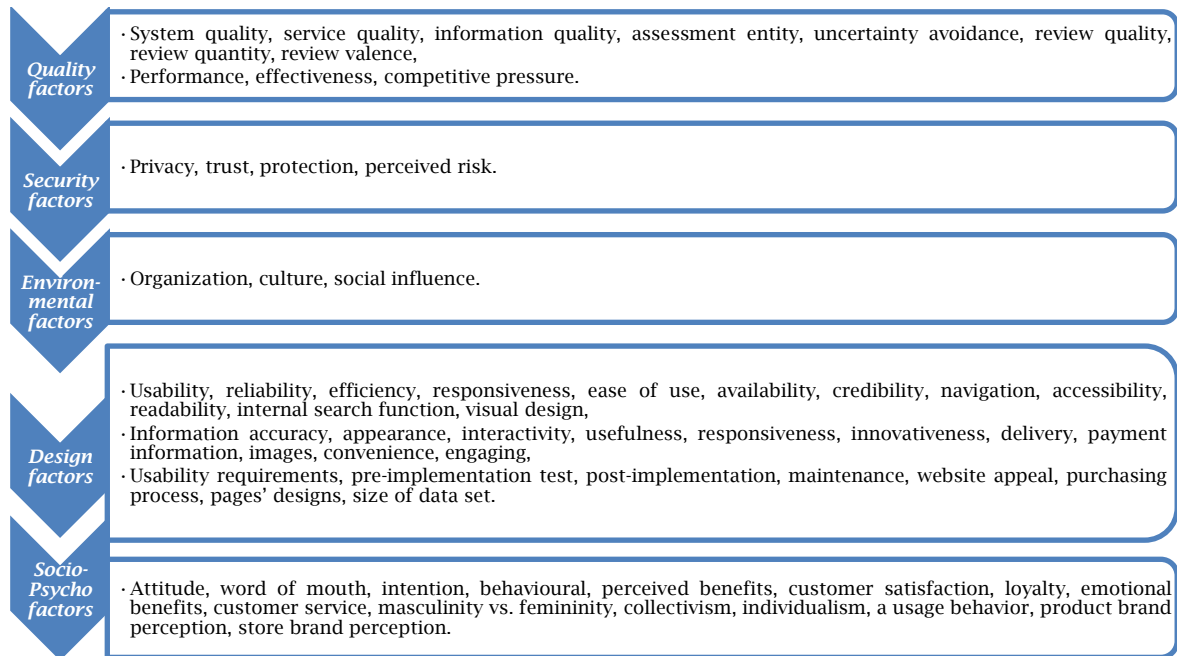 Quality
factors
· System quality, service quality, information quality, assessment entity, uncertainty avoidance, review quality,
review quantity, review valence,
· Performance, effectiveness, competitive pressure.
Security
factors
· Privacy, trust, protection, perceived risk.
Environ-
mental
factors
· Organization, culture, social influence.
Design
factors
· Usability, reliability, efficiency, responsiveness, ease of use, availability, credibility, navigation, accessibility,
readability, internal search function, visual design,
· Information accuracy, appearance, interactivity, usefulness, responsiveness, innovativeness, delivery, payment
information, images, convenience, engaging,
· Usability requirements, pre-implementation test, post-implementation, maintenance, website appeal, purchasing
process, pages' designs, size of data set.
Socio-
Psycho
factors
· Attitude, word of mouth, intention, behavioural, perceived benefits, customer satisfaction, loyalty, emotional
benefits, customer service, masculinity vs. femininity, collectivism, individualism, a usage behavior, product brand
perception, store brand perception.